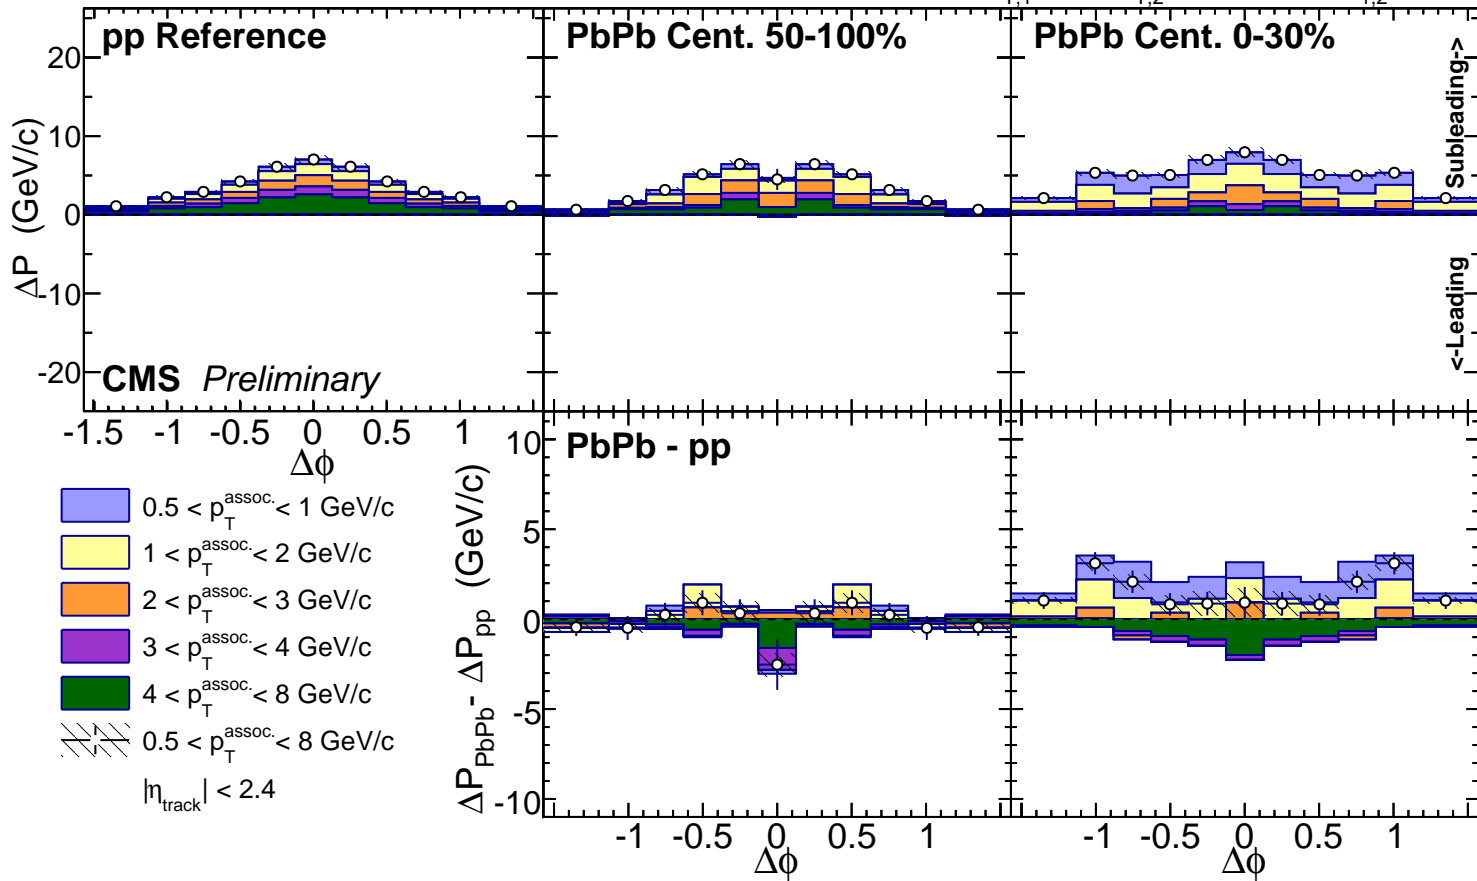 pp Reference
PbPb Cent. 50-100%
PbPb Cent. 0-30%
20
10
0
-10
-20
ΔP (GeV/c)
Subleading->
<-Leading
CMS Preliminary
-1.5 -1 -0.5 0 0.5 1
Δϕ
PbPb - pp
0.5 < p_T^assoc. < 1 GeV/c
1 < p_T^assoc. < 2 GeV/c
2 < p_T^assoc. < 3 GeV/c
3 < p_T^assoc. < 4 GeV/c
4 < p_T^assoc. < 8 GeV/c
0.5 < p_T^assoc. < 8 GeV/c
|η_track| < 2.4
ΔP_PbPb - ΔP_pp (GeV/c)
10
5
0
-5
-10
-1 -0.5 0 0.5 1
Δϕ
-1 -0.5 0 0.5 1
Δϕ